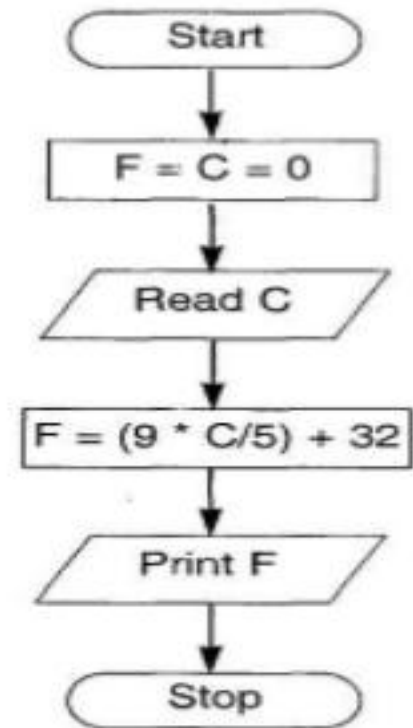 Start
F = C = 0
Read C
F = (9 * C/5) + 32
Print F
Stop